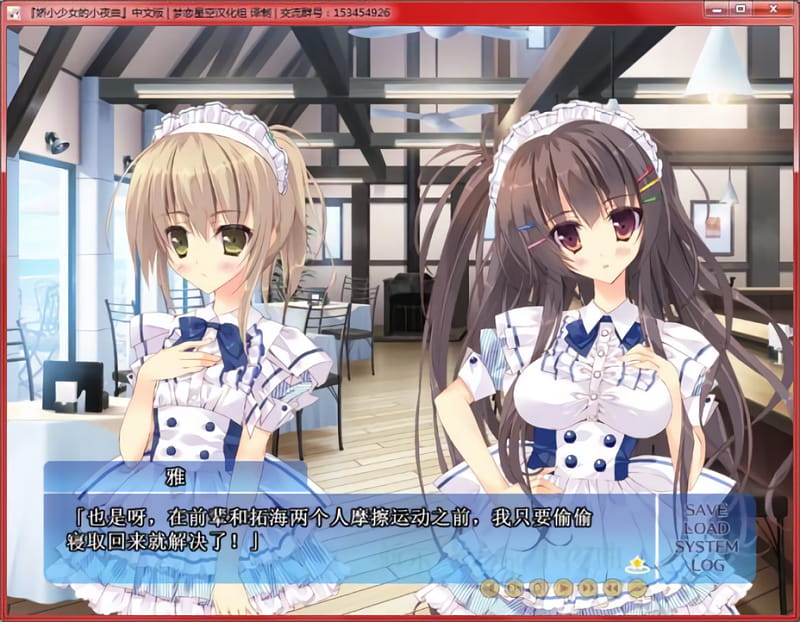 『娇小少女的小夜曲』中文版 | 梦恋星空汉化组 译制 | 交流群号：153454926
雅
「也是呀，在前辈和拓海两个人摩擦运动之前，我只要偷偷
寝取回来就解决了！」
SAVE
LOAD
SYSTEM
LOG